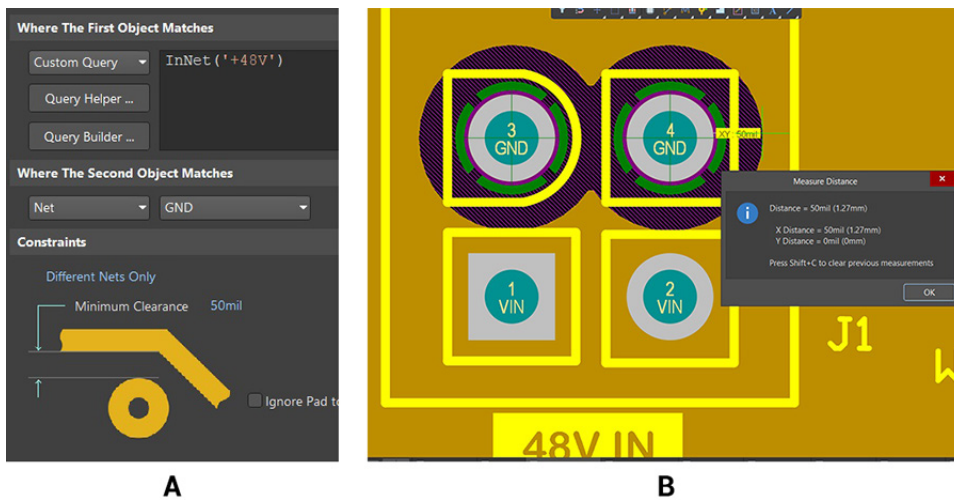 Where The First Object Matches
Custom Query
InNet('+48V')
Query Helper ...
Query Builder ...
Where The Second Object Matches
Net
GND
Constraints
Different Nets Only
Minimum Clearance 50mil
Ignore Pad to
A
3
GND
4
GND
XY: 50mil
Measure Distance
Distance = 50mil (1.27mm)
X Distance = 50mil (1.27mm)
Y Distance = 0mil (0mm)
Press Shift+C to clear previous measurements
OK
1
VIN
2
VIN
J1
48V IN
B